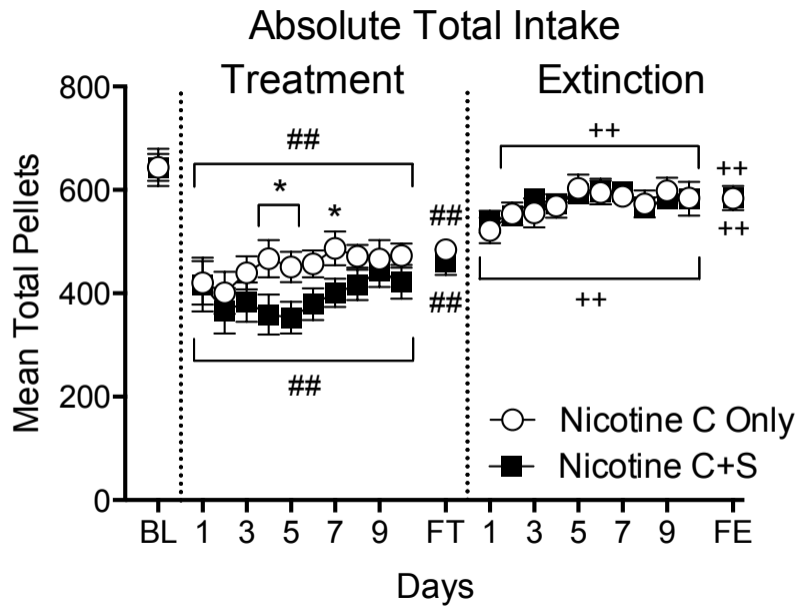 Absolute Total Intake
Treatment
Extinction
800
600
400
200
0
Mean Total Pellets
##
*
*
##
##
##
++
++
++
++
Nicotine C Only
Nicotine C+S
BL 1 3 5 7 9 FT 1 3 5 7 9 FE
Days